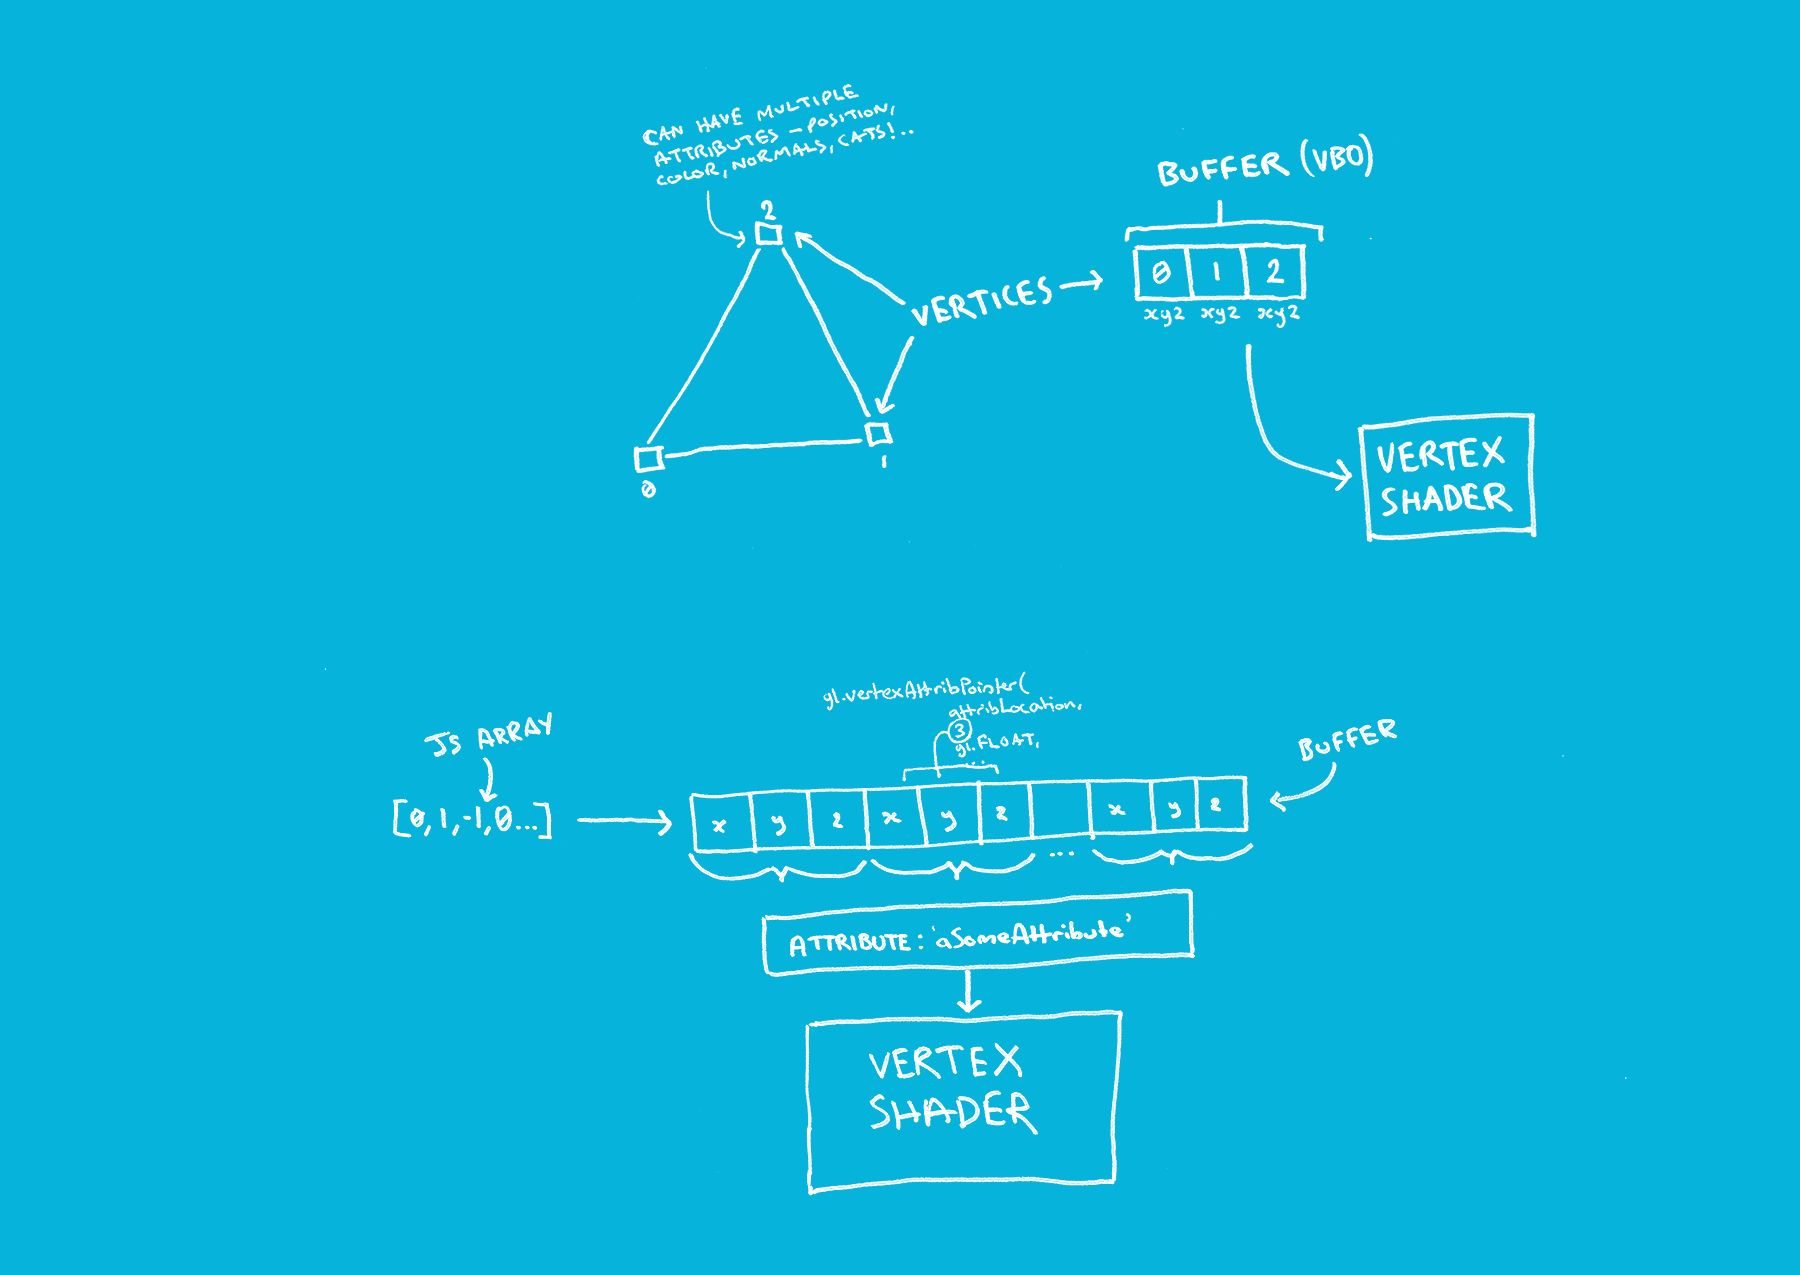 CAN HAVE MULTIPLE
ATTRIBUTES - POSITION,
COLOR, NORMALS, CATS!..
2
0
1
VERTICES
BUFFER (VBO)
0 1 2
xyz xyz xyz
VERTEX
SHADER
JS ARRAY
[0,1,-1,0...]
gl.vertexAttribPointer(
attribLocation,
3
gl.FLOAT,
...
BUFFER
x y z x y z x y z
...
ATTRIBUTE: 'aSomeAttribute'
VERTEX
SHADER